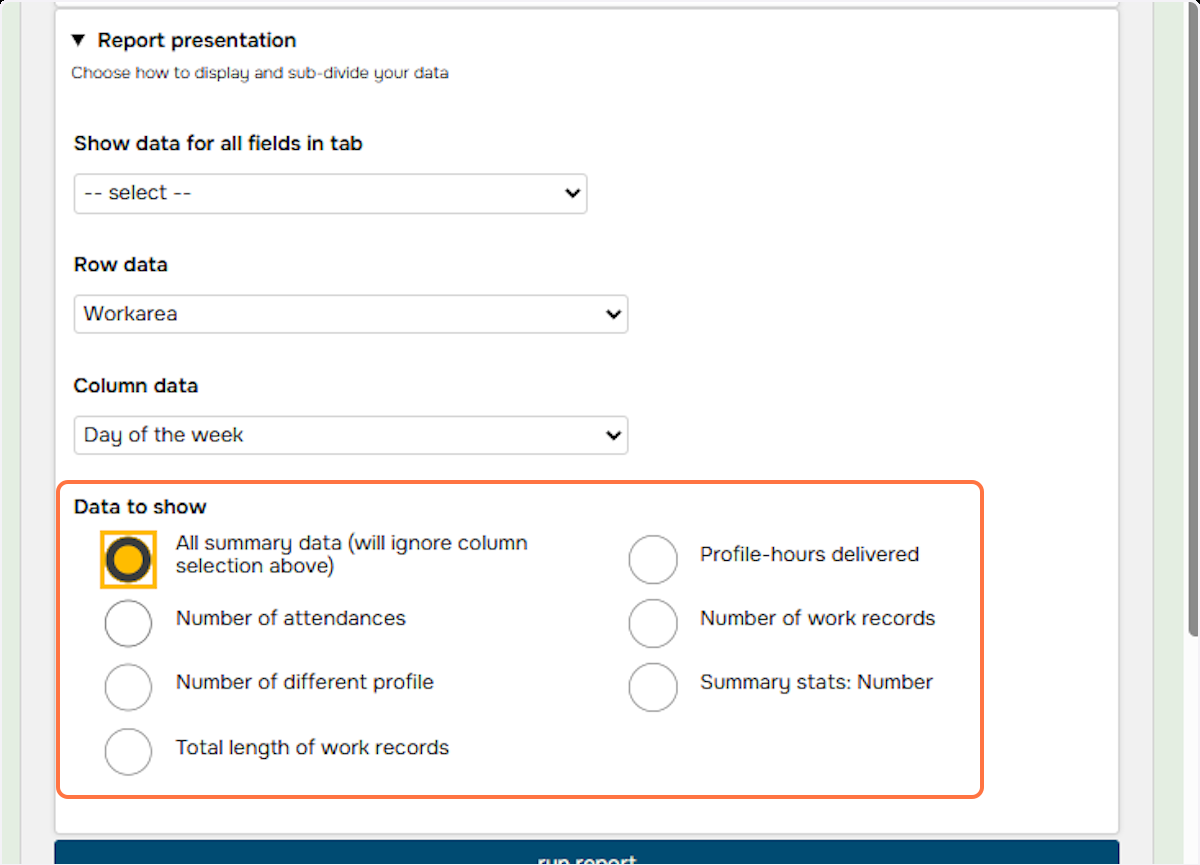 ▼ Report presentation
Choose how to display and sub-divide your data
Show data for all fields in tab
-- select --
Row data
Workarea
Column data
Day of the week
Data to show
All summary data (will ignore column
selection above)
Profile-hours delivered
Number of attendances
Number of work records
Number of different profile
Summary stats: Number
Total length of work records
run report